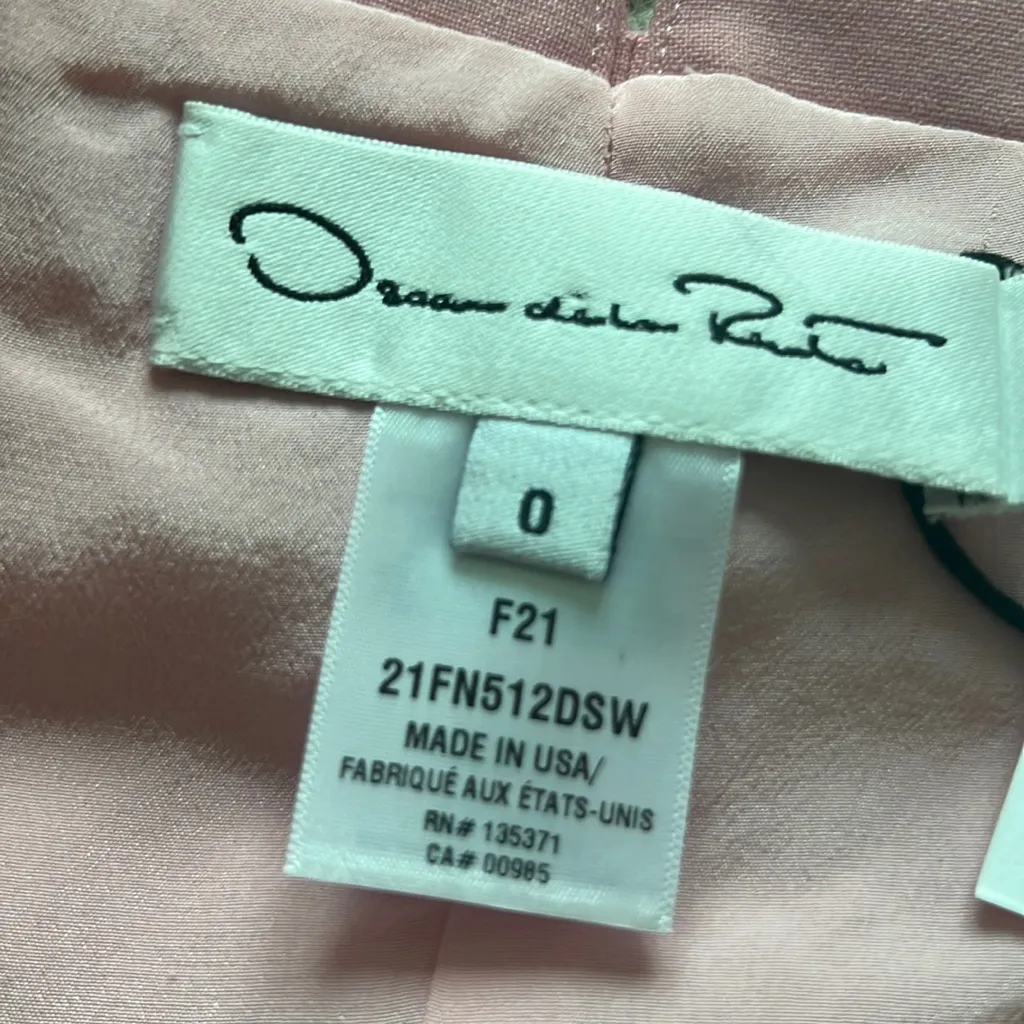 Oscar de la Renta
0
F21
21FN512DSW
MADE IN USA/
FABRIQUÉ AUX ÉTATS-UNIS
RN# 135371
CA# 00985